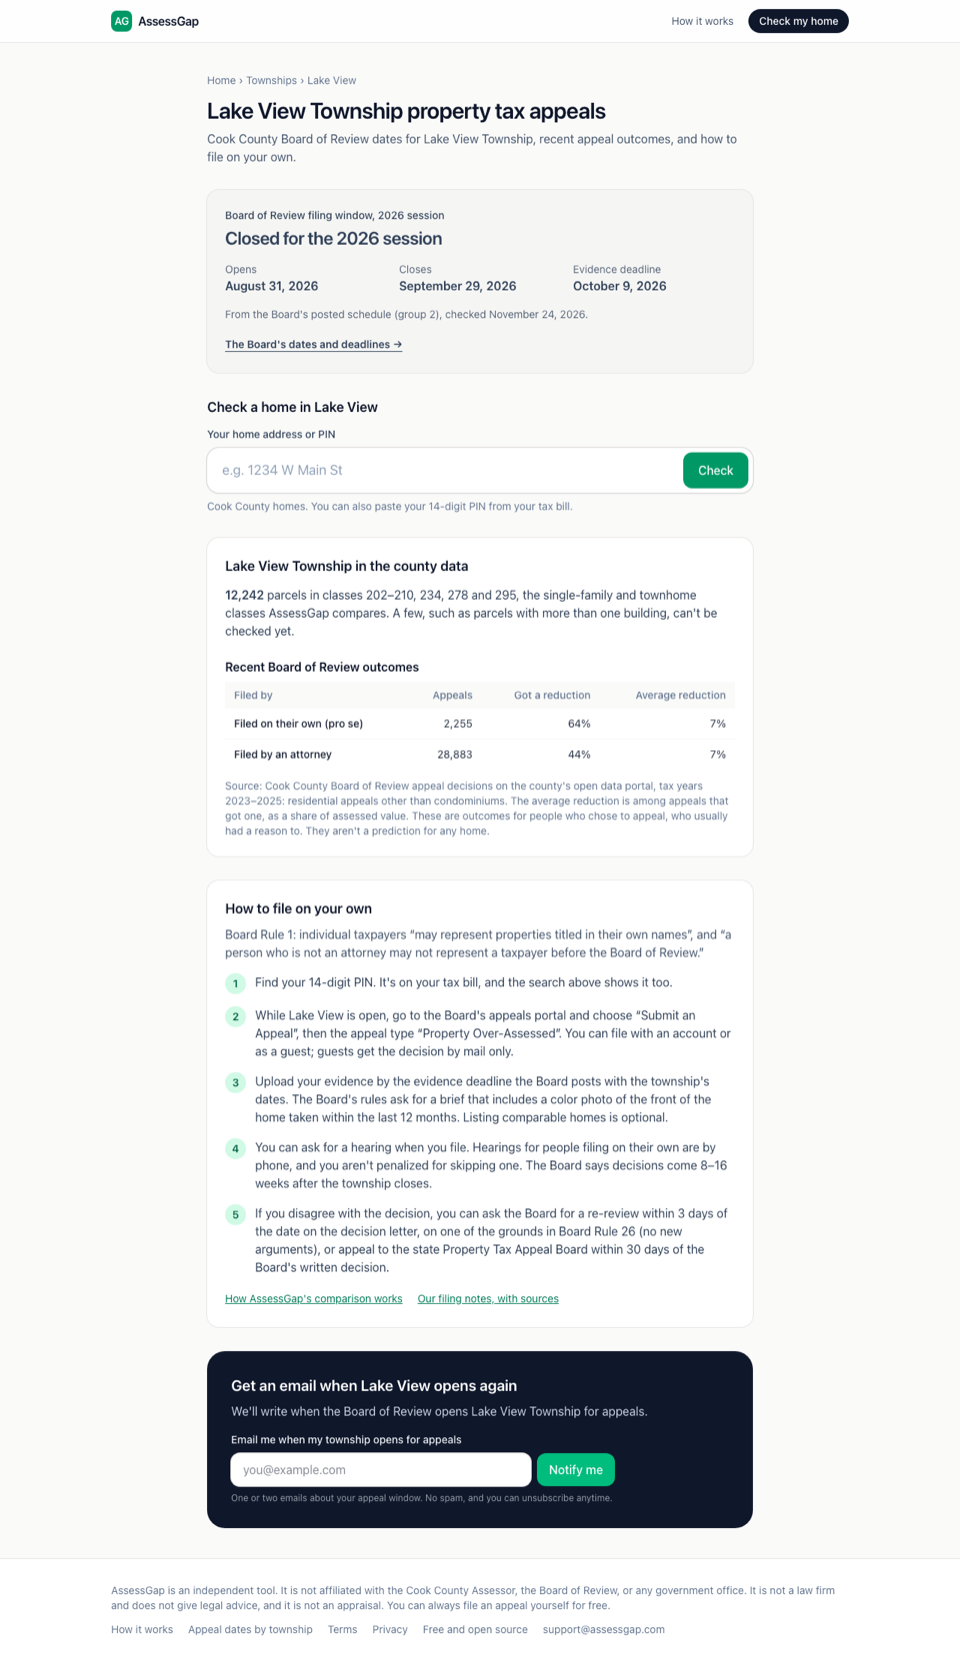 AG AssessGap
How it works
Check my home
Home › Townships › Lake View
Lake View Township property tax appeals
Cook County Board of Review dates for Lake View Township, recent appeal outcomes, and how to
file on your own.
Board of Review filing window, 2026 session
Closed for the 2026 session
Opens
August 31, 2026
Closes
September 29, 2026
Evidence deadline
October 9, 2026
From the Board's posted schedule (group 2), checked November 24, 2026.
The Board's dates and deadlines →
Check a home in Lake View
Your home address or PIN
e.g. 1234 W Main St
Check
Cook County homes. You can also paste your 14-digit PIN from your tax bill.
Lake View Township in the county data
12,242 parcels in classes 202–210, 234, 278 and 295, the single-family and townhome
classes AssessGap compares. A few, such as parcels with more than one building, can't be
checked yet.
Recent Board of Review outcomes
Filed by Appeals Got a reduction Average reduction
Filed on their own (pro se) 2,255 64% 7%
Filed by an attorney 28,883 44% 7%
Source: Cook County Board of Review appeal decisions on the county's open data portal, tax years
2023–2025: residential appeals other than condominiums. The average reduction is among appeals that
got one, as a share of assessed value. These are outcomes for people who chose to appeal, who usually
had a reason to. They aren't a prediction for any home.
How to file on your own
Board Rule 1: individual taxpayers “may represent properties titled in their own names”, and “a
person who is not an attorney may not represent a taxpayer before the Board of Review.”
1 Find your 14-digit PIN. It's on your tax bill, and the search above shows it too.
2 While Lake View is open, go to the Board's appeals portal and choose “Submit an
Appeal”, then the appeal type “Property Over-Assessed”. You can file with an account or
as a guest; guests get the decision by mail only.
3 Upload your evidence by the evidence deadline the Board posts with the township's
dates. The Board's rules ask for a brief that includes a color photo of the front of the
home taken within the last 12 months. Listing comparable homes is optional.
4 You can ask for a hearing when you file. Hearings for people filing on their own are by
phone, and you aren't penalized for skipping one. The Board says decisions come 8–16
weeks after the township closes.
5 If you disagree with the decision, you can ask the Board for a re-review within 3 days of
the date on the decision letter, on one of the grounds in Board Rule 26 (no new
arguments), or appeal to the state Property Tax Appeal Board within 30 days of the
Board's written decision.
How AssessGap's comparison works Our filing notes, with sources
Get an email when Lake View opens again
We'll write when the Board of Review opens Lake View Township for appeals.
Email me when my township opens for appeals
you@example.com
Notify me
One or two emails about your appeal window. No spam, and you can unsubscribe anytime.
AssessGap is an independent tool. It is not affiliated with the Cook County Assessor, the Board of Review, or any government office. It is not a law firm
and does not give legal advice, and it is not an appraisal. You can always file an appeal yourself for free.
How it works Appeal dates by township Terms Privacy Free and open source support@assessgap.com